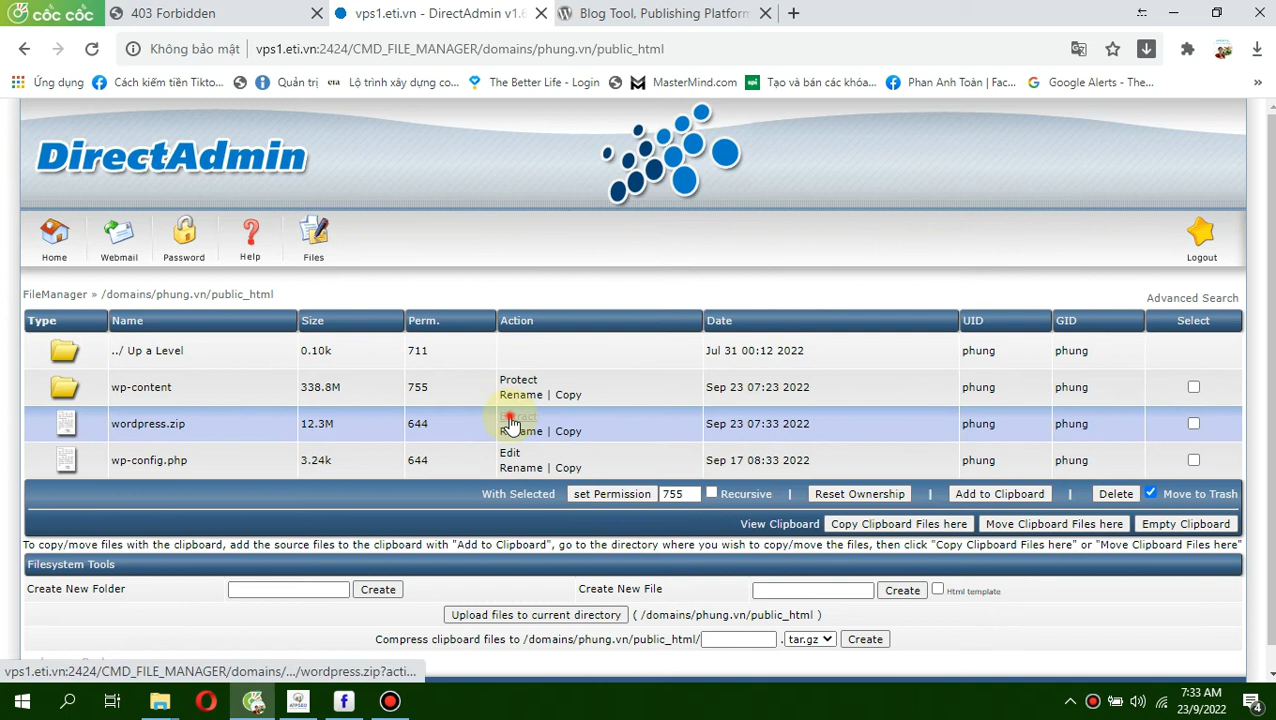 cốc cốc
403 Forbidden
vps1.eti.vn - DirectAdmin v1.6
Blog Tool, Publishing Platform
Không bảo mật
vps1.eti.vn:2424/CMD_FILE_MANAGER/domains/phung.vn/public_html
Ứng dụng
Cách kiếm tiền Tikto...
Quản trị
eta
Lộ trình xây dựng co...
The Better Life - Login
MasterMind.com
spi
Tạo và bán các khóa...
Phan Anh Toàn | Fac...
Google Alerts - The...
DirectAdmin
Home
Webmail
Password
Help
Files
Logout
FileManager » /domains/phung.vn/public_html
Advanced Search
Type Name Size Perm. Action Date UID GID Select
../ Up a Level 0.10k 711 Jul 31 00:12 2022 phung phung
wp-content 338.8M 755 Protect Rename | Copy Sep 23 07:23 2022 phung phung
wordpress.zip 12.3M 644 Extract Rename | Copy Sep 23 07:33 2022 phung phung
wp-config.php 3.24k 644 Edit Rename | Copy Sep 17 08:33 2022 phung phung
With Selected set Permission 755 Recursive | Reset Ownership | Add to Clipboard | Delete Move to Trash
View Clipboard Copy Clipboard Files here Move Clipboard Files here Empty Clipboard
To copy/move files with the clipboard, add the source files to the clipboard with "Add to Clipboard", go to the directory where you wish to copy/move the files, then click "Copy Clipboard Files here" or "Move Clipboard Files here"
Filesystem Tools
Create New Folder Create Create New File Create Html template
Upload files to current directory ( /domains/phung.vn/public_html )
Compress clipboard files to /domains/phung.vn/public_html/ . tar.gz Create
vps1.eti.vn:2424/CMD_FILE_MANAGER/domains/.../wordpress.zip?acti...
ATPSEO
7:33 AM
23/9/2022
4